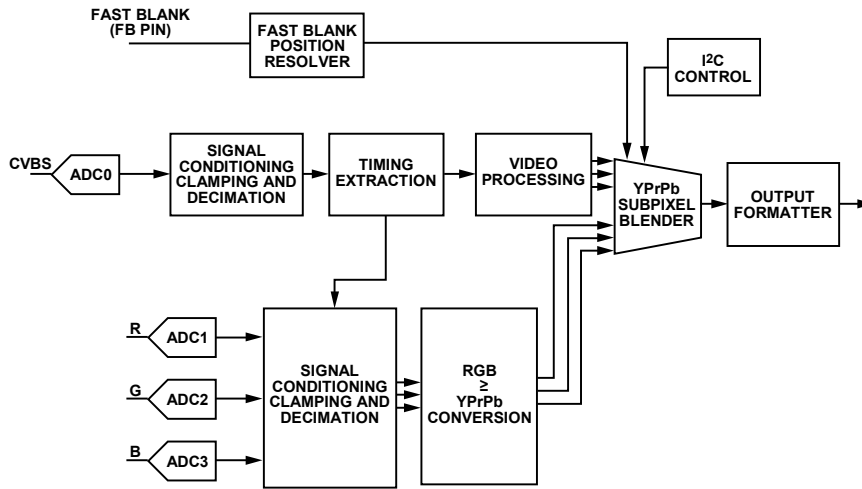 FAST BLANK
(FB PIN)
FAST BLANK
POSITION
RESOLVER
I2C
CONTROL
CVBS
ADC0
SIGNAL
CONDITIONING
CLAMPING AND
DECIMATION
TIMING
EXTRACTION
VIDEO
PROCESSING
YPrPb
SUBPIXEL
BLENDER
OUTPUT
FORMATTER
R
ADC1
G
ADC2
B
ADC3
SIGNAL
CONDITIONING
CLAMPING AND
DECIMATION
RGB
≥
YPrPb
CONVERSION